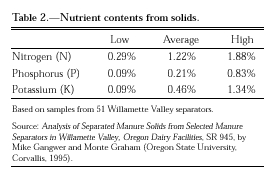 Table 2.—Nutrient contents from solids.
Low Average High
Nitrogen (N) 0.29% 1.22% 1.88%
Phosphorus (P) 0.09% 0.21% 0.83%
Potassium (K) 0.09% 0.46% 1.34%
Based on samples from 51 Willamette Valley separators.
Source: Analysis of Separated Manure Solids from Selected Manure
Separators in Willamette Valley, Oregon Dairy Facilities, SR 945, by
Mike Gangwer and Monte Graham (Oregon State University,
Corvallis, 1995).